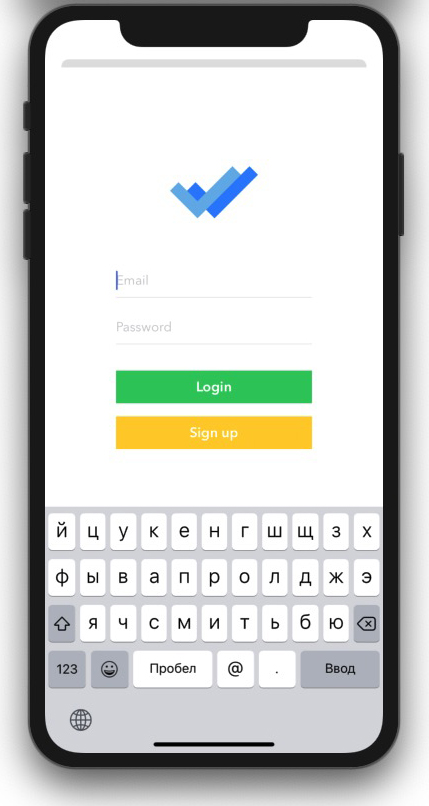 Email
Password
Login
Sign up
й ц у к е н г ш щ з х
ф ы в а п р о л д ж э
я ч с м и т ь б ю
123 Пробел @ . Ввод